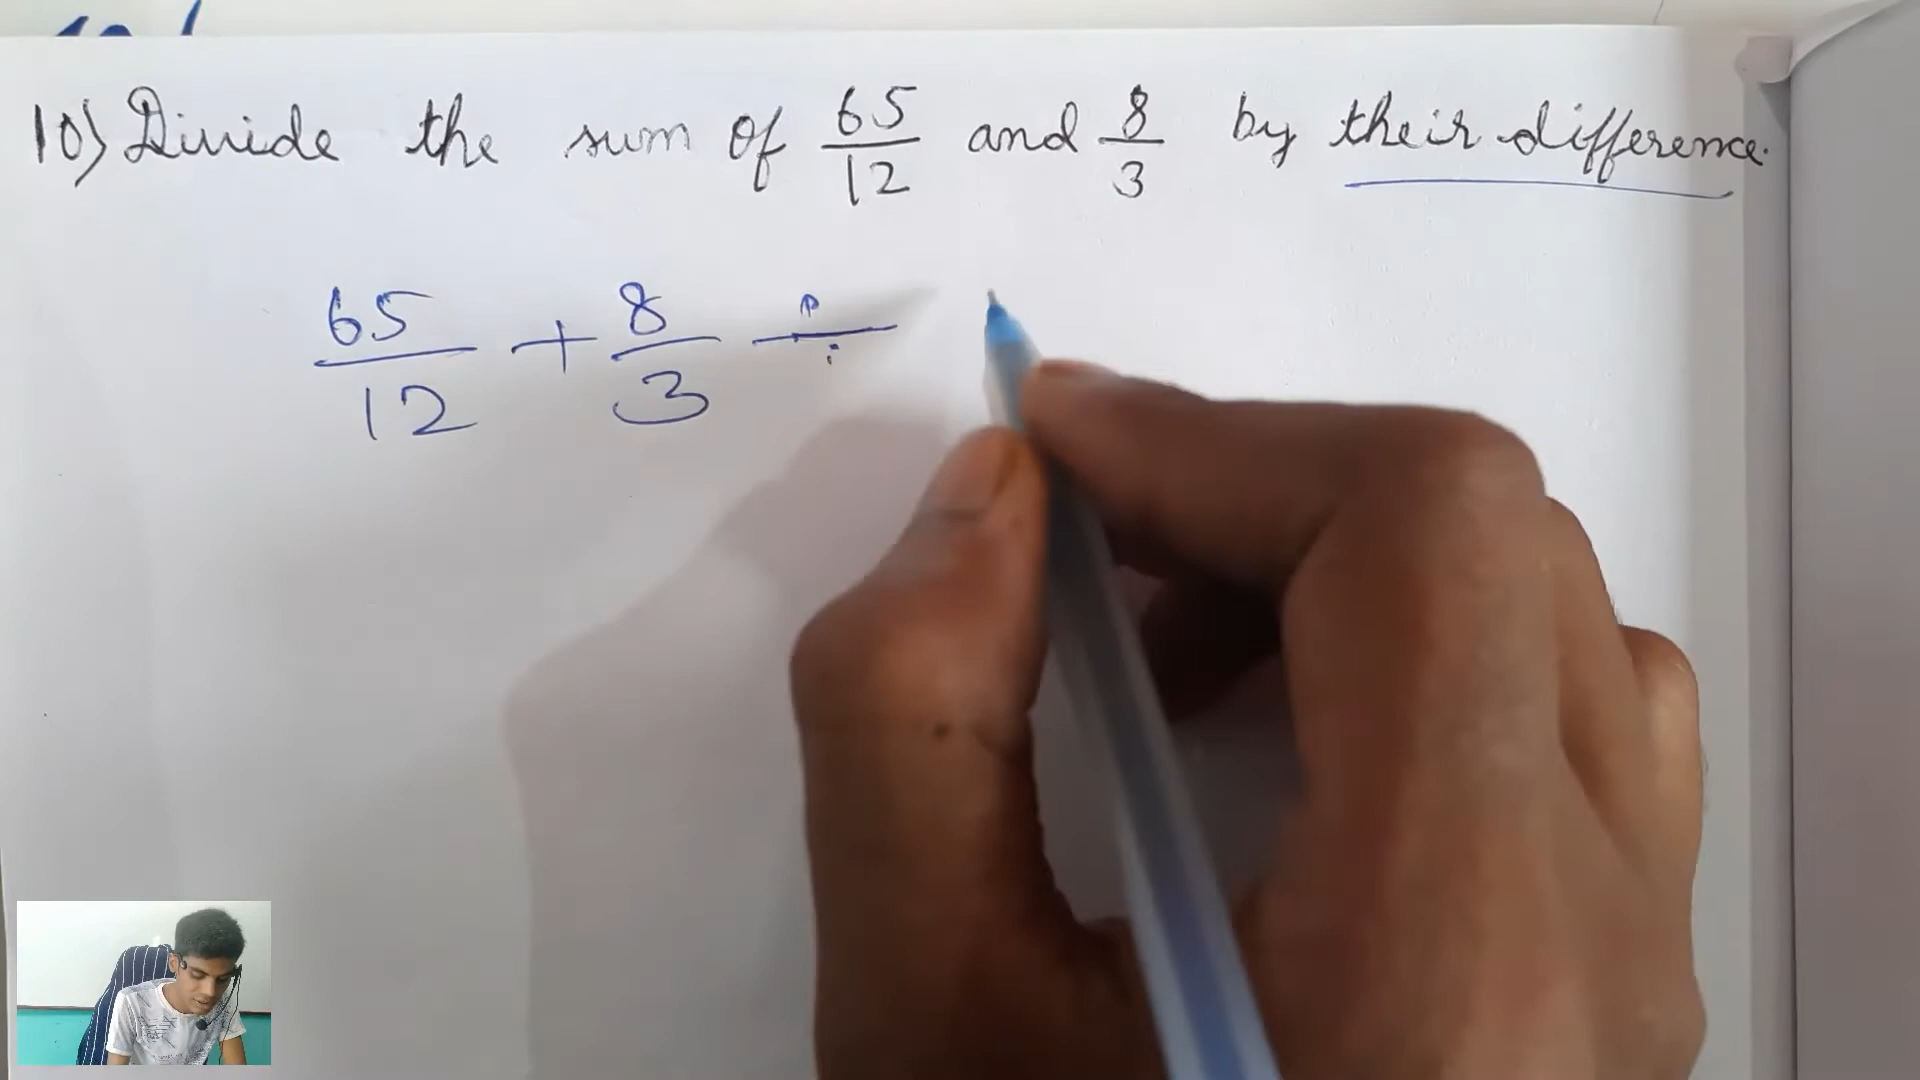 10) Divide the sum of 65/12 and 8/3 by their difference.
65/12 + 8/3 ÷